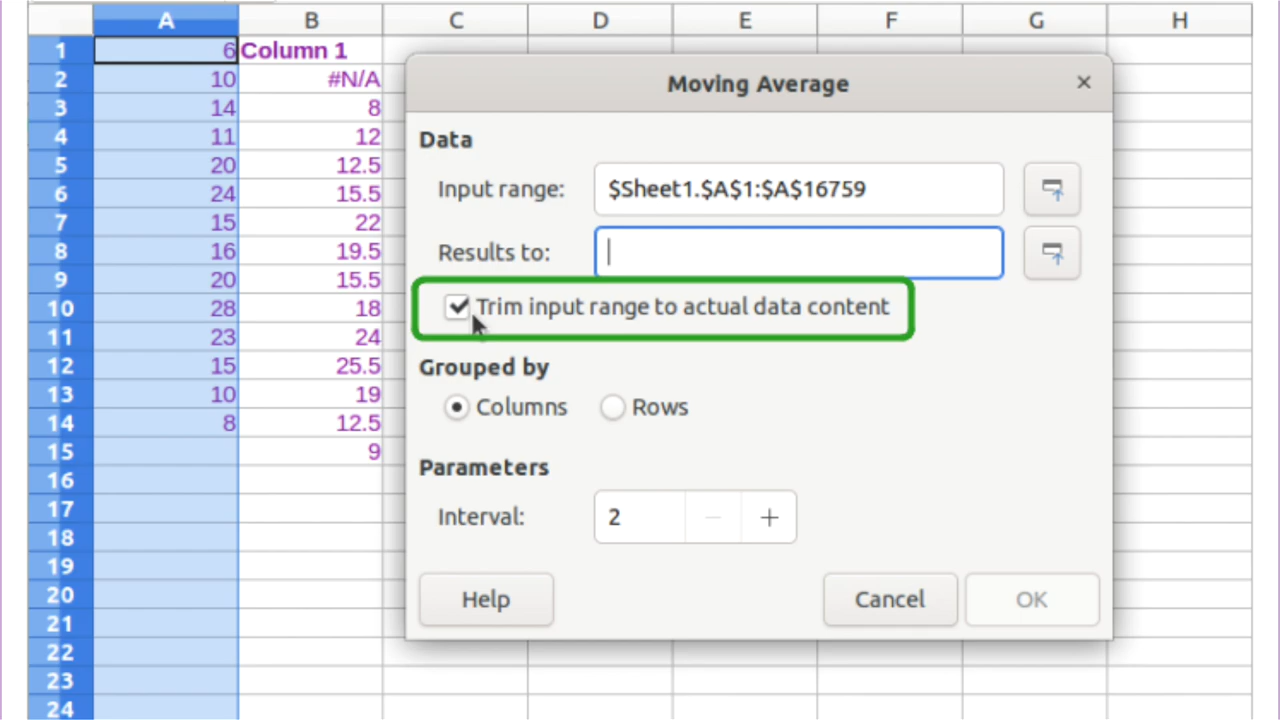 A B C D E F G H
1 6 Column 1
2 10 #N/A
3 14 8
4 11 12
5 20 12.5
6 24 15.5
7 15 22
8 16 19.5
9 20 15.5
10 28 18
11 23 24
12 15 25.5
13 10 19
14 8 12.5
15 9
16
17
18
19
20
21
22
23
24
Moving Average
Data
Input range: $Sheet1.$A$1:$A$16759
Results to:
Trim input range to actual data content
Grouped by
Columns Rows
Parameters
Interval: 2
Help Cancel OK